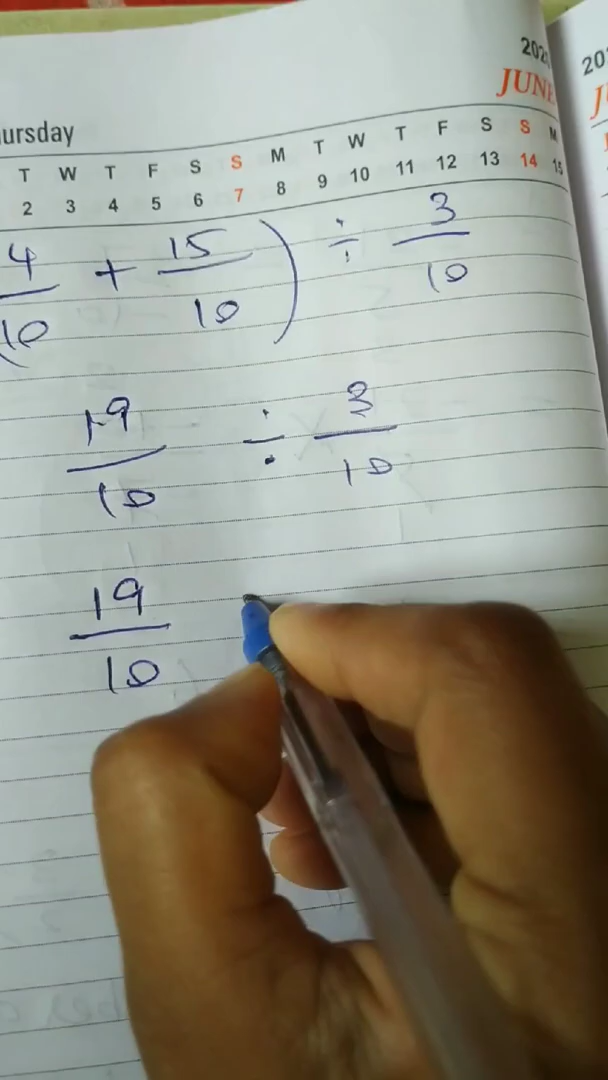 2020
JUNE
ursday
T W T F S S M T W T F S S M
2 3 4 5 6 7 8 9 10 11 12 13 14 15
4/10 + 15/10 ) ÷ 3/10
19/10 ÷ 3/10
19/10